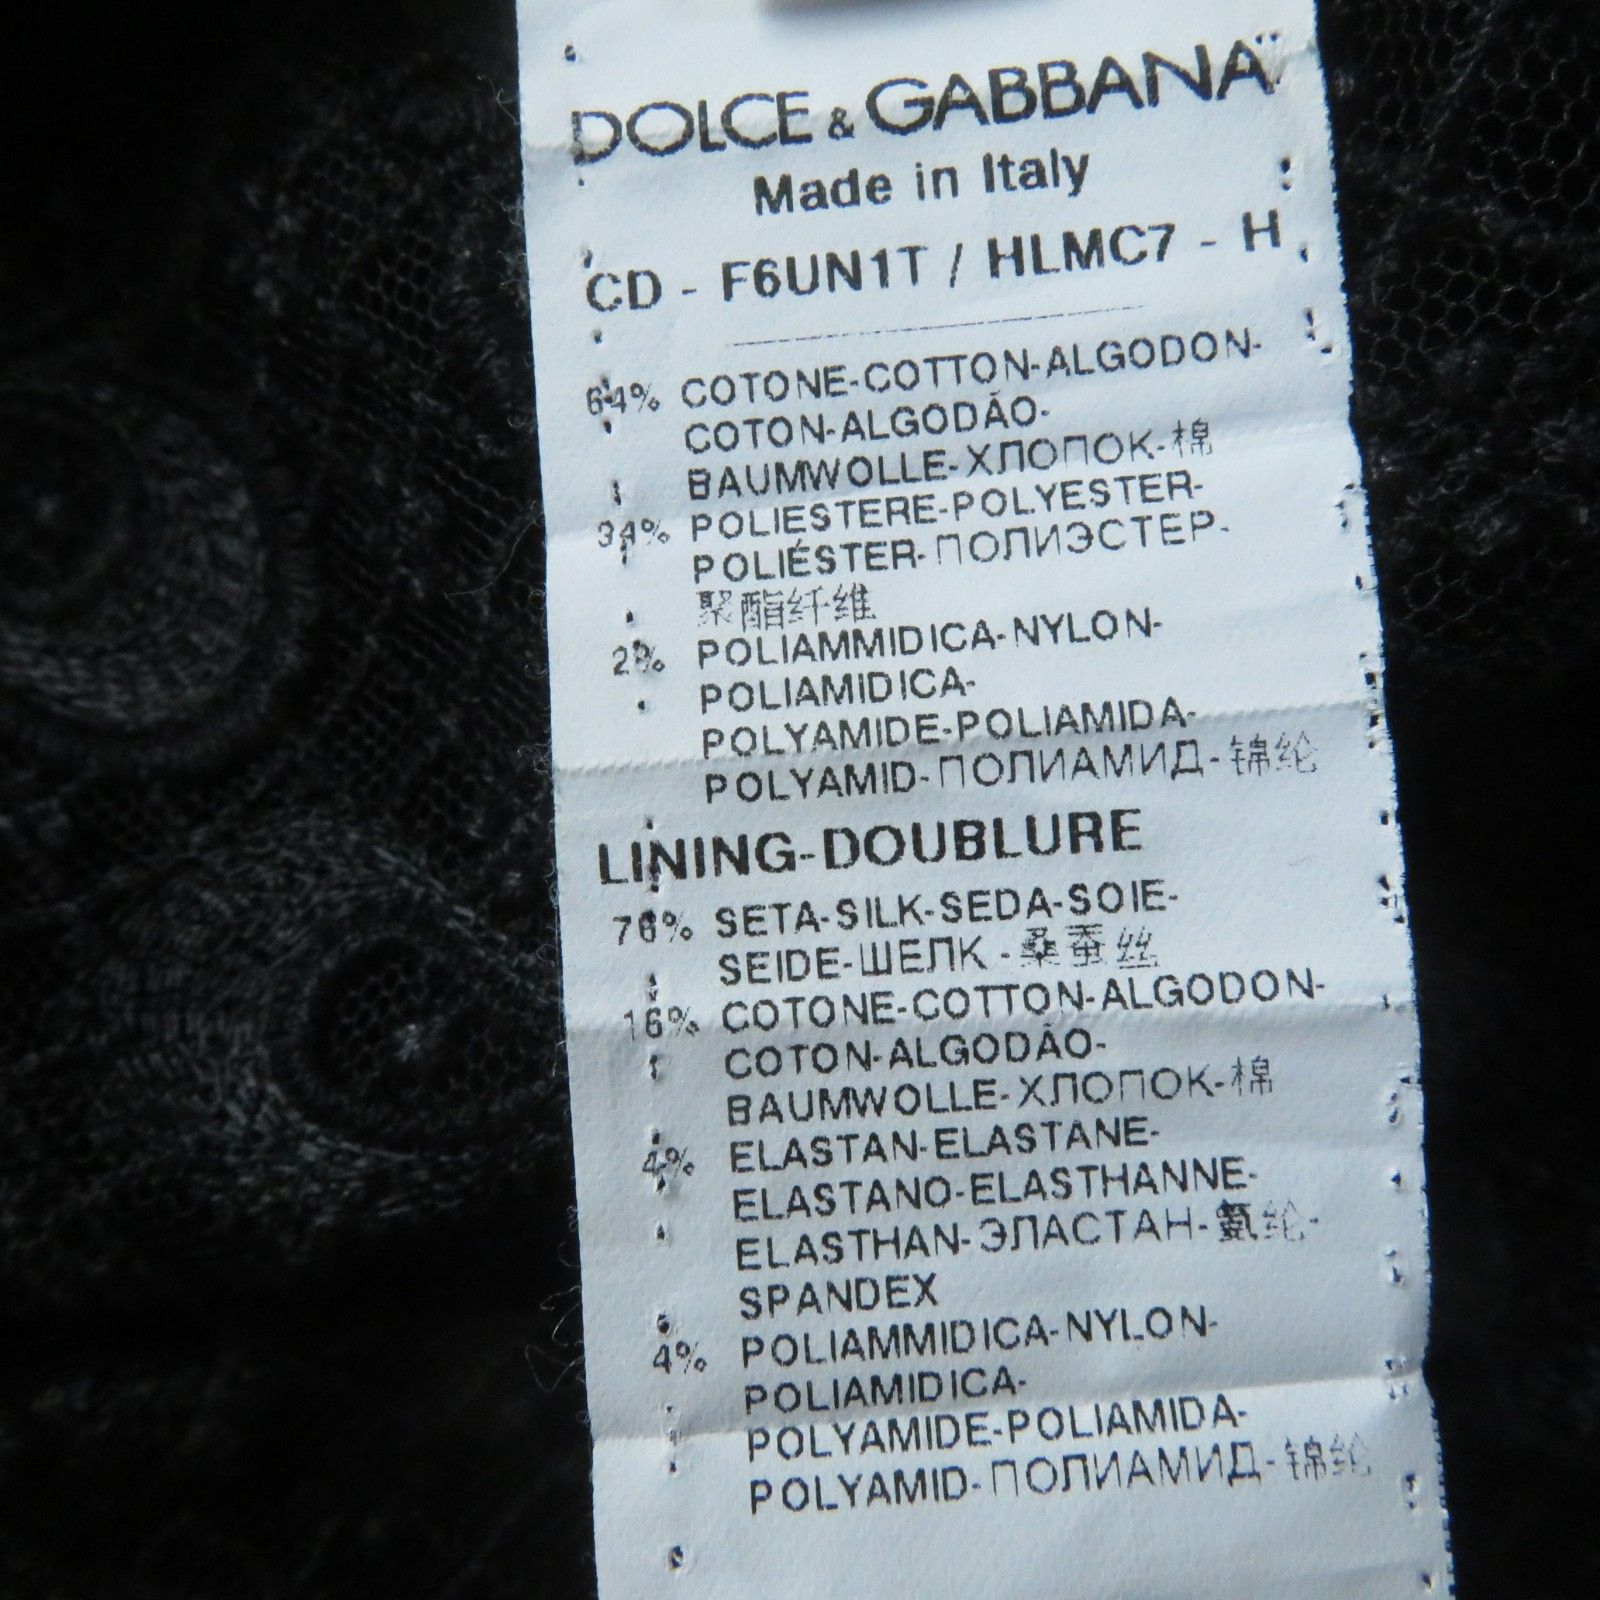 DOLCE & GABBANA
Made in Italy
CD - F6UN1T / HLMC7 - H
64% COTONE-COTTON-ALGODON-
COTON-ALGODÃO-
BAUMWOLLE-ХЛОПОК-棉
34% POLIESTERE-POLYESTER-
POLIÉSTER-ПОЛИЭСТЕР-
聚酯纤维
2% POLIAMMIDICA-NYLON-
POLIAMIDICA-
POLYAMIDE-POLIAMIDA-
POLYAMID-ПОЛИАМИД-锦纶
LINING-DOUBLURE
76% SETA-SILK-SEDA-SOIE-
SEIDE-ШЕЛК-桑蚕丝
16% COTONE-COTTON-ALGODON-
COTON-ALGODÃO-
BAUMWOLLE-ХЛОПОК-棉
4% ELASTAN-ELASTANE-
ELASTANO-ELASTHANNE-
ELASTHAN-ЭЛАСТАН-氨纶-
SPANDEX
4% POLIAMMIDICA-NYLON-
POLIAMIDICA-
POLYAMIDE-POLIAMIDA-
POLYAMID-ПОЛИАМИД-锦纶